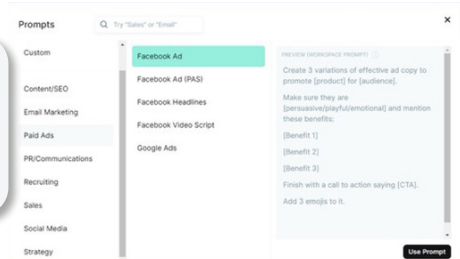 Prompts
Try "Sales" or "Email"
Custom
Content/SEO
Email Marketing
Paid Ads
PR/Communications
Recruiting
Sales
Social Media
Strategy
Facebook Ad
Facebook Ad (PAS)
Facebook Headlines
Facebook Video Script
Google Ads
PREVIEW (WORKSPACE PROMPT)
Create 3 variations of effective ad copy to
promote [product] for [audience].
Make sure they are
[persuasive/playful/emotional] and mention
these benefits:
[Benefit 1]
[Benefit 2]
[Benefit 3]
Finish with a call to action saying [CTA].
Add 3 emojis to it.
Use Prompt